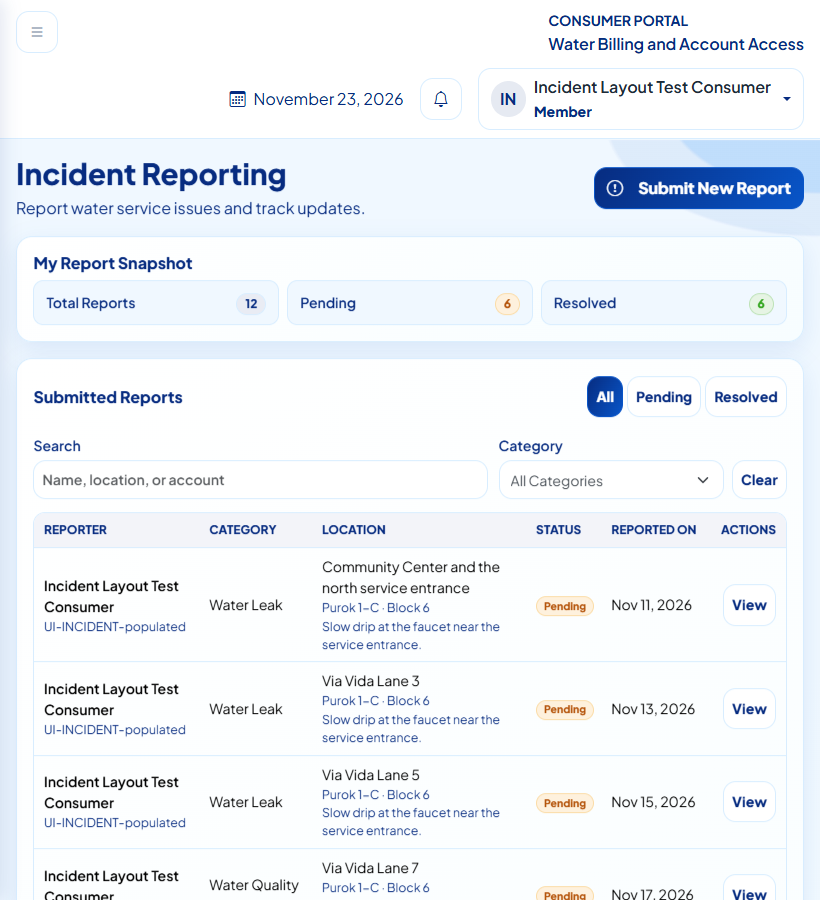 CONSUMER PORTAL
Water Billing and Account Access
November 23, 2026
IN
Incident Layout Test Consumer
Member
Incident Reporting
Report water service issues and track updates.
Submit New Report
My Report Snapshot
Total Reports 12
Pending 6
Resolved 6
Submitted Reports
All
Pending
Resolved
Search
Name, location, or account
Category
All Categories
Clear
REPORTER CATEGORY LOCATION STATUS REPORTED ON ACTIONS
Incident Layout Test
Consumer
UI-INCIDENT-populated
Water Leak
Community Center and the
north service entrance
Purok 1-C · Block 6
Slow drip at the faucet near the
service entrance.
Pending
Nov 11, 2026
View
Incident Layout Test
Consumer
UI-INCIDENT-populated
Water Leak
Via Vida Lane 3
Purok 1-C · Block 6
Slow drip at the faucet near the
service entrance.
Pending
Nov 13, 2026
View
Incident Layout Test
Consumer
UI-INCIDENT-populated
Water Leak
Via Vida Lane 5
Purok 1-C · Block 6
Slow drip at the faucet near the
service entrance.
Pending
Nov 15, 2026
View
Incident Layout Test
Consumer
Water Quality
Via Vida Lane 7
Purok 1-C · Block 6
Pending
Nov 17, 2026
View